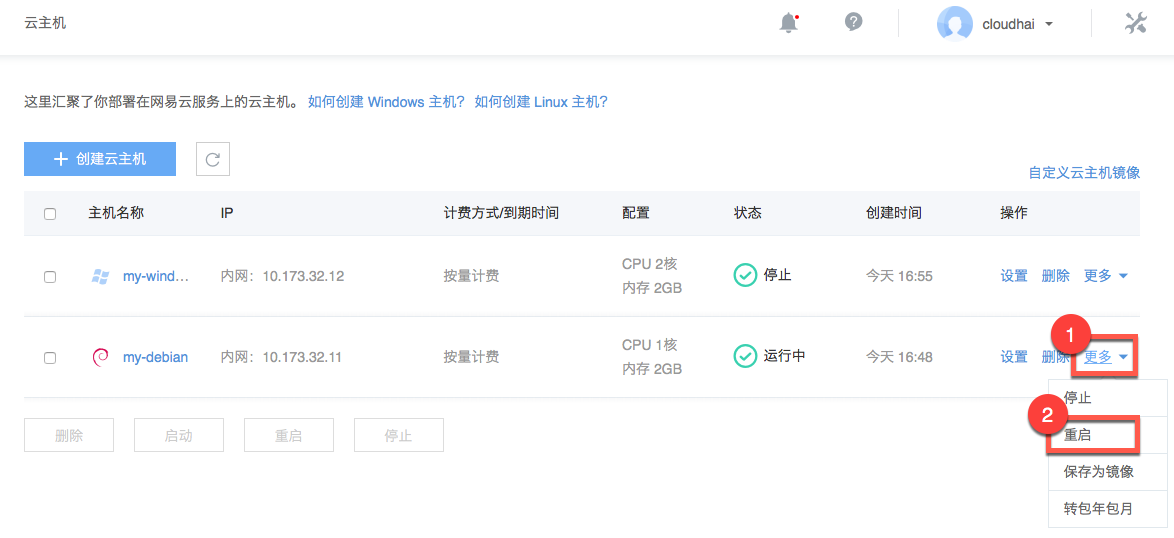 云主机
cloudhai
这里汇聚了你部署在网易云服务上的云主机。 如何创建 Windows 主机? 如何创建 Linux 主机?
创建云主机
自定义云主机镜像
主机名称 IP 计费方式/到期时间 配置 状态 创建时间 操作
my-wind... 内网: 10.173.32.12 按量计费 CPU 2核 停止 今天 16:55 设置 删除 更多
内存 2GB
1
my-debian 内网: 10.173.32.11 按量计费 CPU 1核 运行中 今天 16:48 设置 删除 更多
内存 2GB
停止
2
重启
保存为镜像
转包年包月
删除 启动 重启 停止